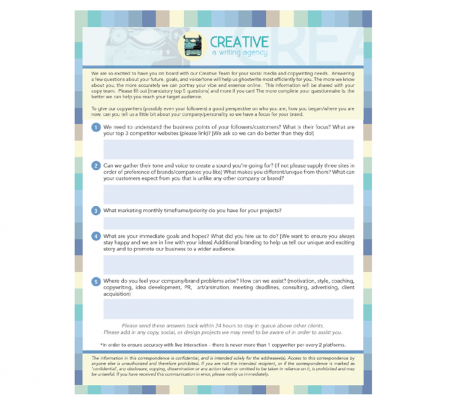 CREATIVE
a writing agency
We are so excited to have you on board with our Creative Team for your social media and copywriting needs. Answering
a few questions about your future, goals, and voice/tone will help us ghostwrite most efficiently for you. The more we know
about you, the more accurately we can portray your vibe and essence online. This information will be shared with your
copy team. Please fill out (mandatory top 5 questions) and more if you can! The more complete your questionnaire is the
better we can help you reach your target audience.
To give our copywriters (possibly even your followers) a good perspective on who you are, how you began/where you are
now, can you tell us a little bit about your company/personality so we have a focus for your brand.
1 We need to understand the business points of your followers/customers? What is their focus? What are
your top 3 competitor websites (please link)? (We ask so we can do better than they do!)
2 Can we gather their tone and voice to create a sound you're going for? (If not please supply three sites in
order of preference of brands/companies you like) What makes you different/unique from them? What can
your customers expect from you that is unlike any other company or brand?
3 What marketing monthly timeframe/priority do you have for your projects?
4 What are your immediate goals and hopes? What did you hire us to do? (We want to ensure you always
stay happy and we are in line with your ideas) Additional branding to help us tell our unique and exciting
story and to promote our business to a wider audience.
5 Where do you feel your company/brand problems arise? How can we assist? (motivation, style, coaching,
copywriting, idea development, PR, art/animation, meeting deadlines, consulting, advertising, client
acquisition)
Please send these answers back within 24 hours to stay in queue above other clients.
Please add in any copy, social, or design projects we may need to be aware of in order to assist you.
*In order to ensure accuracy with live interaction - there is never more than 1 copywriter per every 2 platforms.
The information in this correspondence is confidential, and is intended solely for the addressee(s). Access to this correspondence by
anyone else is unauthorized and therefore prohibited. If you are not the intended recipient, or if the correspondence is marked as
'confidential', any disclosure, copying, dissemination or any action taken or omitted to be taken in reliance on it, is prohibited and may
be unlawful. If you have received this communication in error, please notify us immediately.